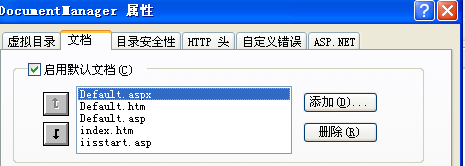 DocumentManager 属性
虚拟目录 文档 目录安全性 HTTP 头 自定义错误 ASP.NET
启用默认文档(C)
Default.aspx
Default.htm
Default.asp
index.htm
iisstart.asp
添加(D)...
删除(R)